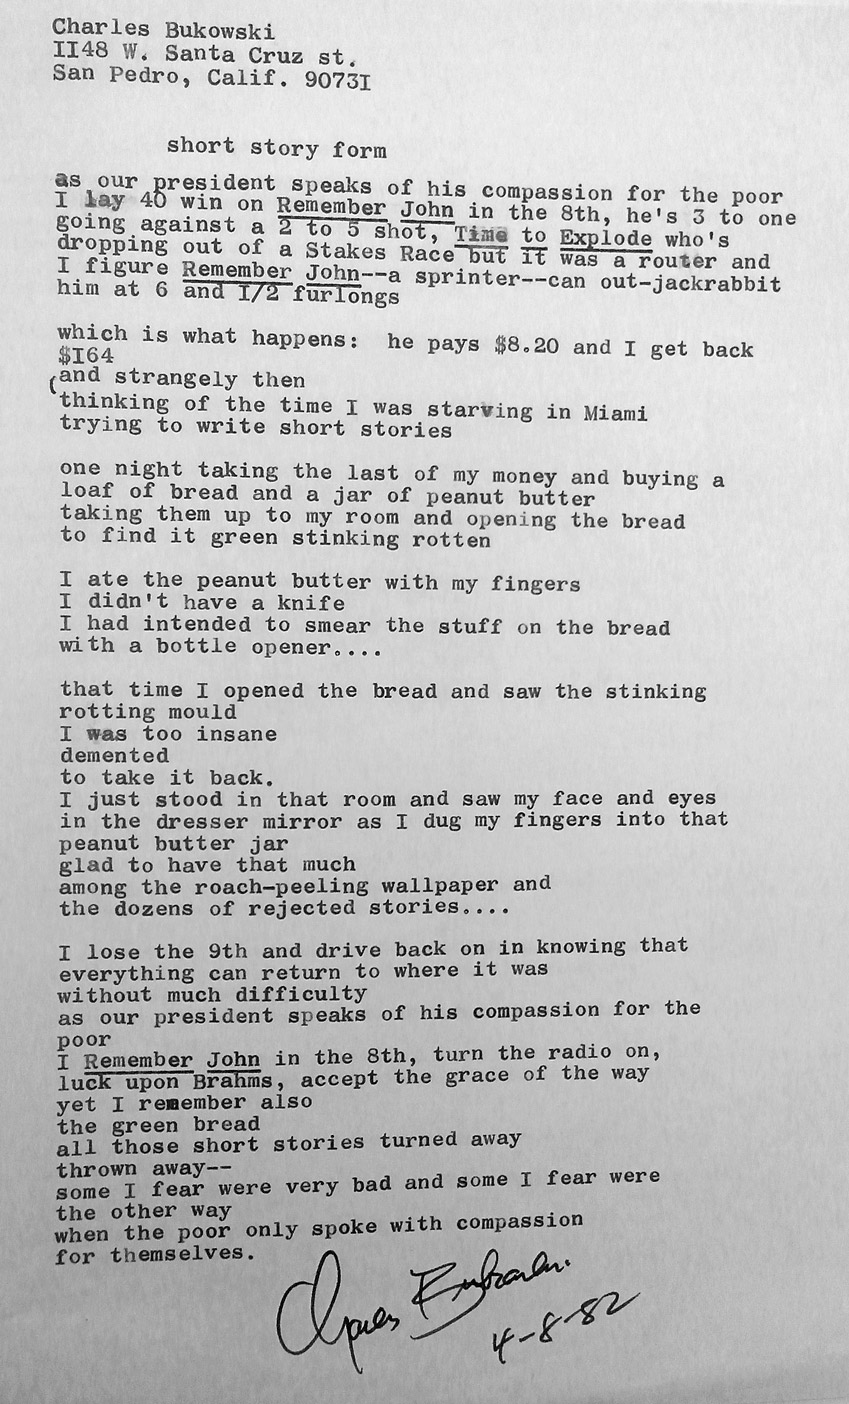 Charles Bukowski
II48 W. Santa Cruz st.
San Pedro, Calif. 9073I
short story form
as our president speaks of his compassion for the poor
I lay 40 win on Remember John in the 8th, he's 3 to one
going against a 2 to 5 shot, Time to Explode who's
dropping out of a Stakes Race but it was a router and
I figure Remember John--a sprinter--can out-jackrabbit
him at 6 and I/2 furlongs
which is what happens: he pays $8.20 and I get back
$I64
(and strangely then
thinking of the time I was starving in Miami
trying to write short stories
one night taking the last of my money and buying a
loaf of bread and a jar of peanut butter
taking them up to my room and opening the bread
to find it green stinking rotten
I ate the peanut butter with my fingers
I didn't have a knife
I had intended to smear the stuff on the bread
with a bottle opener....
that time I opened the bread and saw the stinking
rotting mould
I was too insane
demented
to take it back.
I just stood in that room and saw my face and eyes
in the dresser mirror as I dug my fingers into that
peanut butter jar
glad to have that much
among the roach-peeling wallpaper and
the dozens of rejected stories....
I lose the 9th and drive back on in knowing that
everything can return to where it was
without much difficulty
as our president speaks of his compassion for the
poor
I Remember John in the 8th, turn the radio on,
luck upon Brahms, accept the grace of the way
yet I remember also
the green bread
all those short stories turned away
thrown away--
some I fear were very bad and some I fear were
the other way
when the poor only spoke with compassion
for themselves.
Charles Bukowski
4-8-82